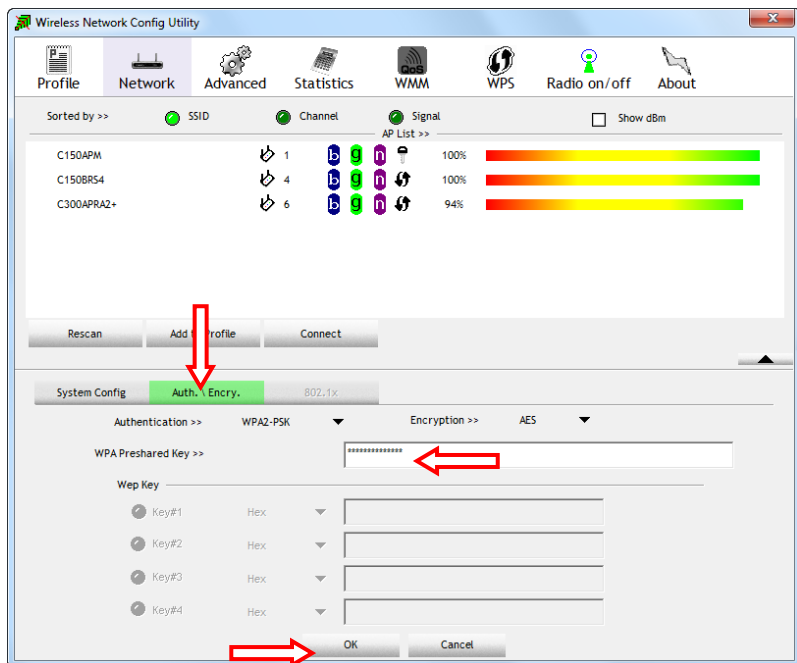 Wireless Network Config Utility
Profile Network Advanced Statistics QoS WMM WPS Radio on/off About
Sorted by >> SSID Channel Signal Show dBm
AP List >>
C150APM 1 b g n 100%
C150BRS4 4 b g n 100%
C300APRA2+ 6 b g n 94%
Rescan Add Profile Connect
System Config Auth. \ Encry. 802.1x
Authentication >> WPA2-PSK Encryption >> AES
WPA Preshared Key >> **************
Wep Key
Key#1 Hex
Key#2 Hex
Key#3 Hex
Key#4 Hex
OK Cancel